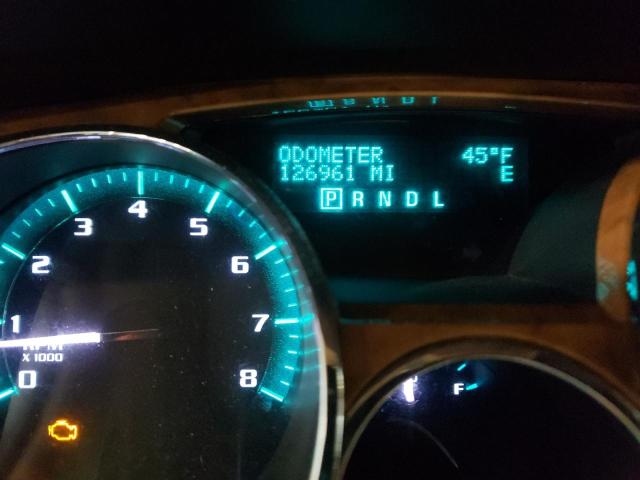 ODOMETER 45°F
126961 MI E
P R N D L
4
3 5
2 6
1 7
RPM
X 1000
0 8
F